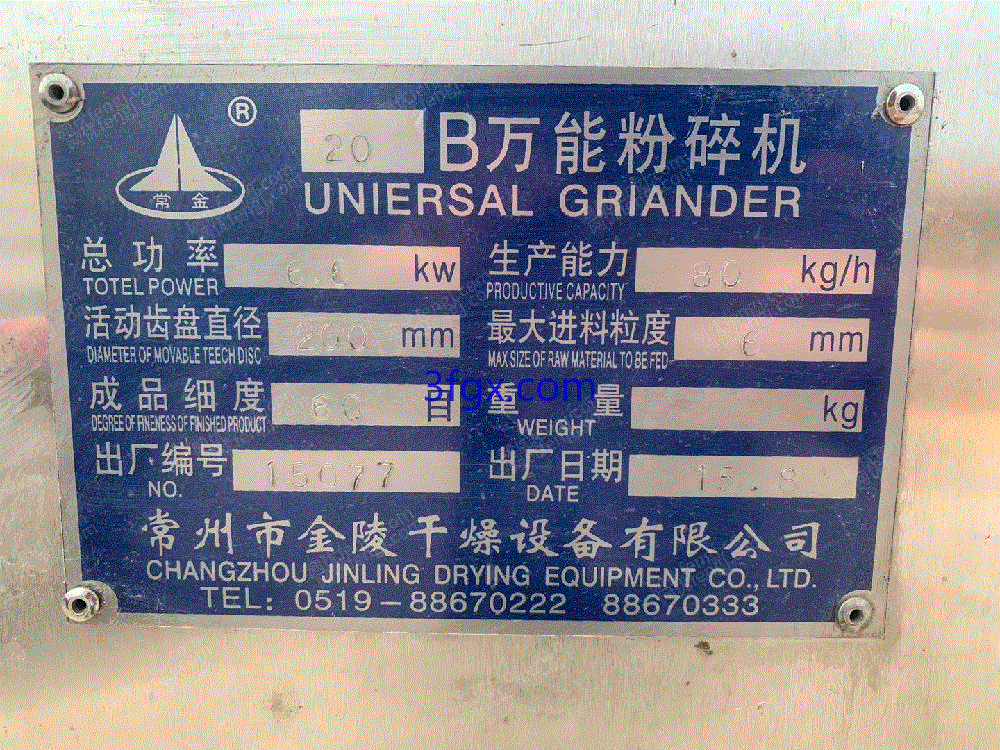 ®
常金
20 B万能粉碎机
UNIERSAL GRIANDER
总功率 kw 生产能力 80 kg/h
TOTEL POWER PRODUCTIVE CAPACITY
活动齿盘直径 200 mm 最大进料粒度 6 mm
DIAMETER OF MOVABLE TEECH DISC MAX SIZE OF RAW MATERIAL TO BE FED
成品细度 60 目 重量 kg
DEGREE OF FINENESS OF FINISHED PRODUCT WEIGHT
3fgx.com
出厂编号 15077 出厂日期 15.8
NO. DATE
常州市金陵干燥设备有限公司
CHANGZHOU JINLING DRYING EQUIPMENT CO.,LTD.
TEL: 0519-88670222 88670333